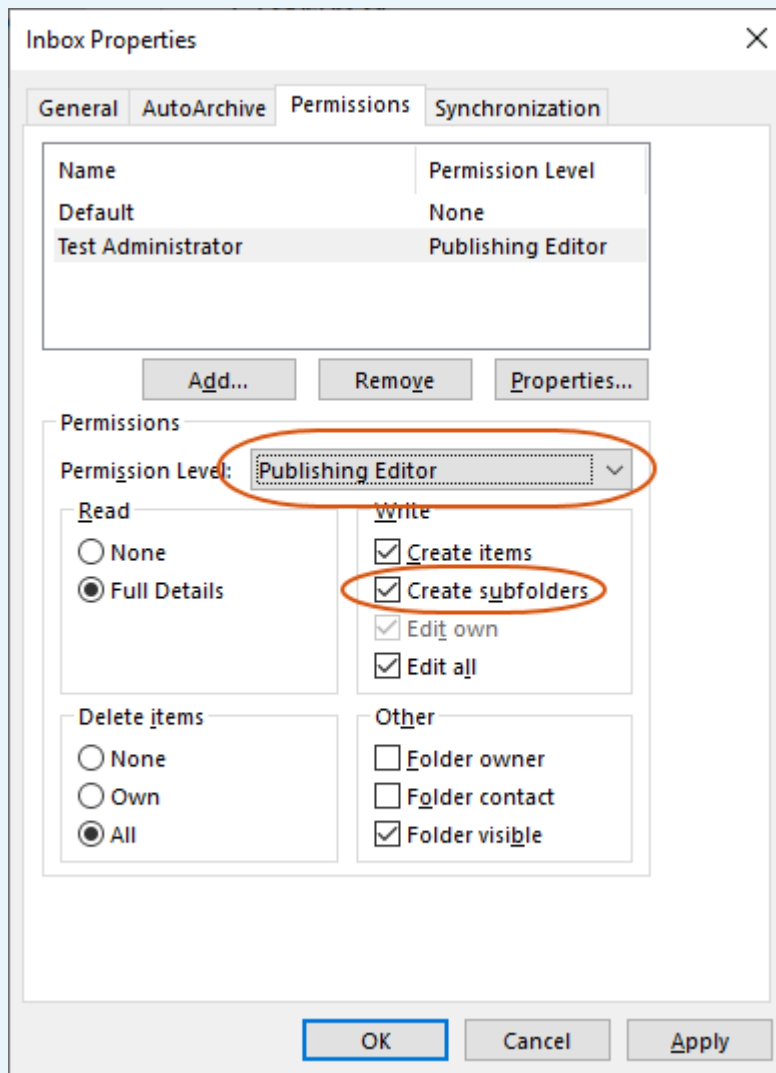 Inbox Properties
General AutoArchive Permissions Synchronization
Name Permission Level
Default None
Test Administrator Publishing Editor
Add... Remove Properties...
Permissions
Permission Level: Publishing Editor
Read Write
None Create items
Full Details Create subfolders
Edit own
Edit all
Delete items Other
None Folder owner
Own Folder contact
All Folder visible
OK Cancel Apply